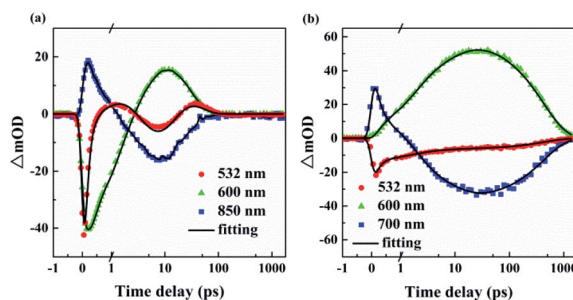 (a)
20
0
-20
-40
△mOD
532 nm
600 nm
850 nm
fitting
-1 0 1 10 100 1000
Time delay (ps)
(b)
60
40
20
0
-20
-40
-60
△mOD
532 nm
600 nm
700 nm
fitting
-1 0 1 10 100 1000
Time delay (ps)